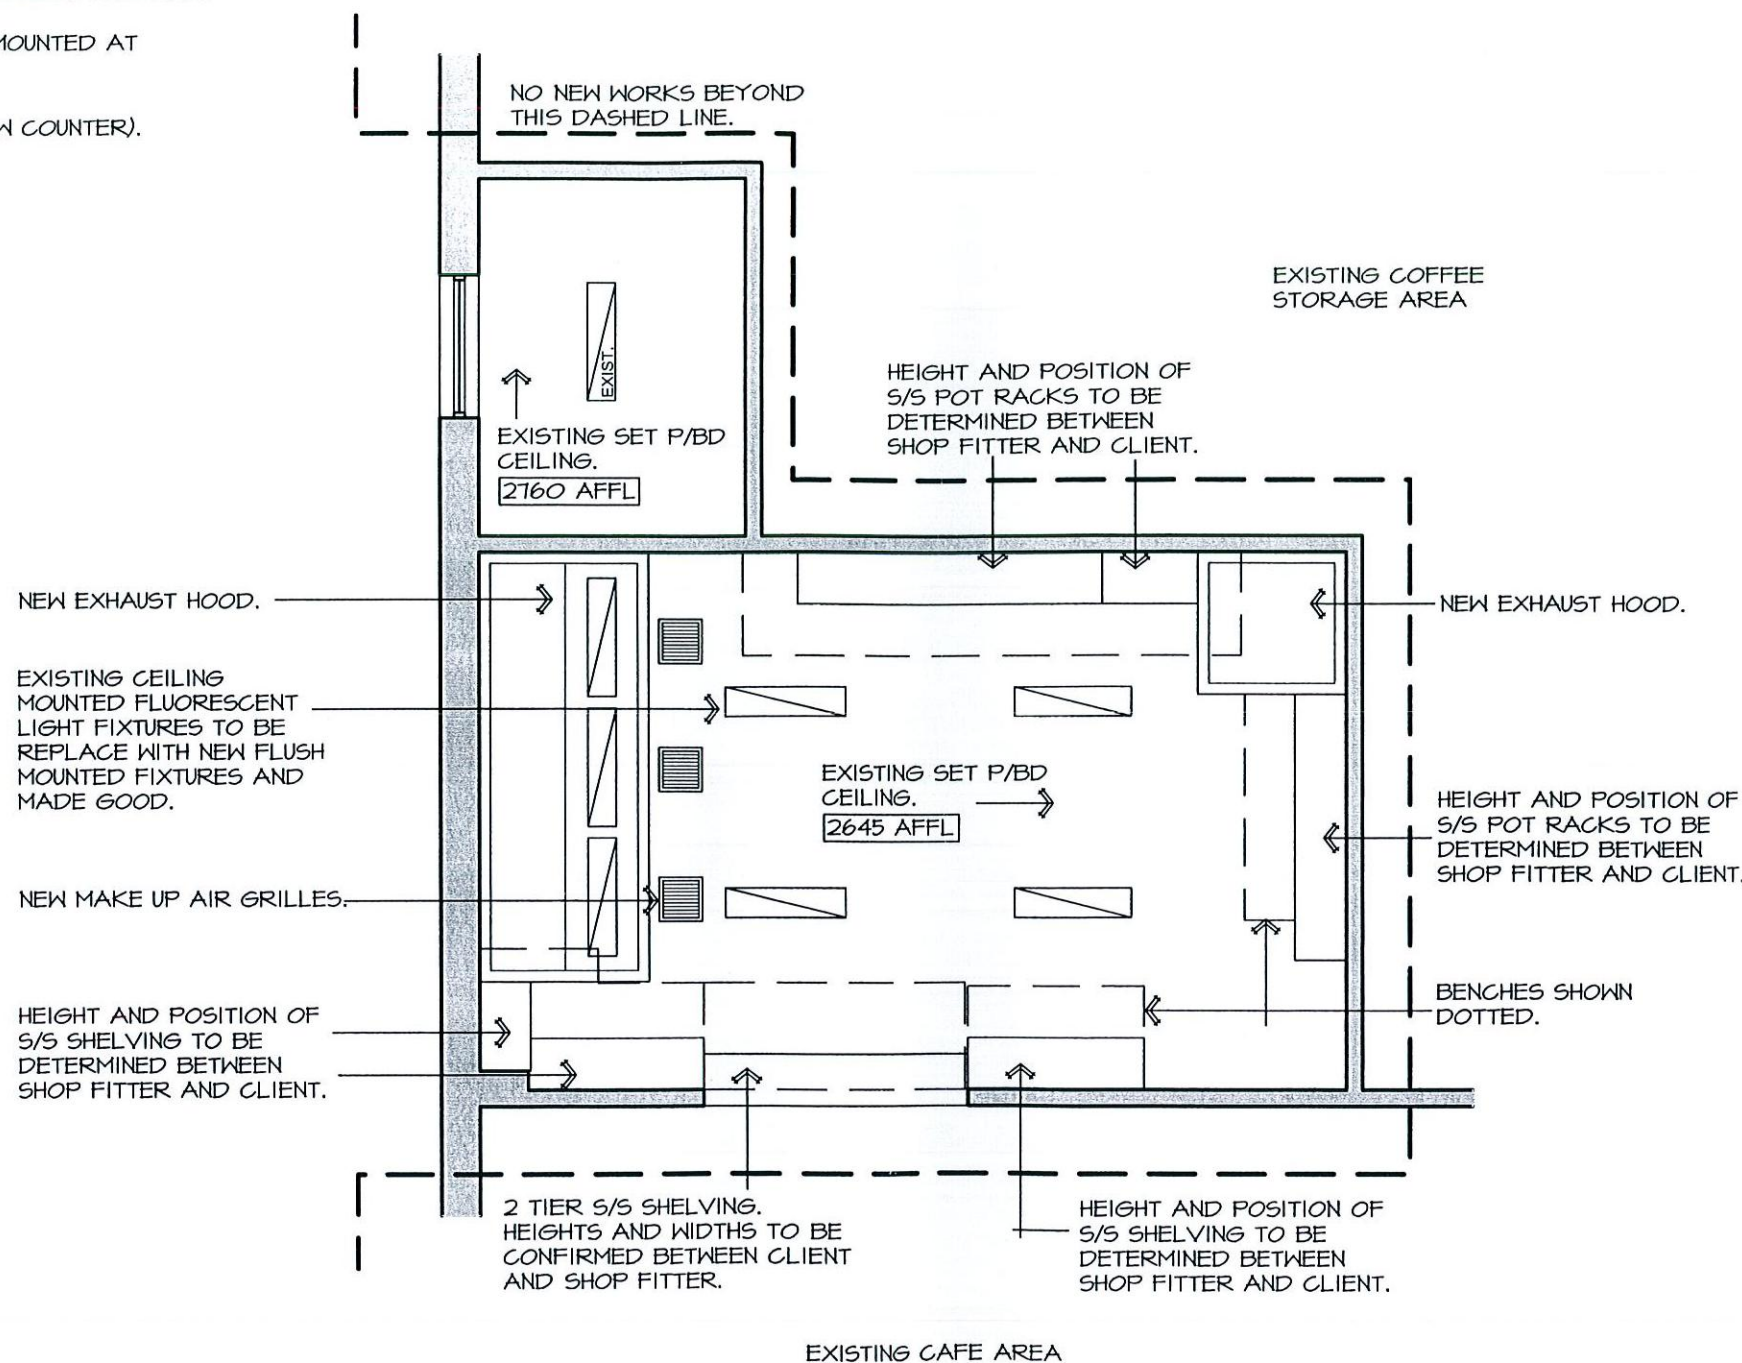 MOUNTED AT
COUNTER).
NO NEW WORKS BEYOND
THIS DASHED LINE.
EXISTING COFFEE
STORAGE AREA
EXIST.
EXISTING SET P/BD
CEILING.
2760 AFFL
HEIGHT AND POSITION OF
S/S POT RACKS TO BE
DETERMINED BETWEEN
SHOP FITTER AND CLIENT.
NEW EXHAUST HOOD.
NEW EXHAUST HOOD.
EXISTING CEILING
MOUNTED FLUORESCENT
LIGHT FIXTURES TO BE
REPLACE WITH NEW FLUSH
MOUNTED FIXTURES AND
MADE GOOD.
EXISTING SET P/BD
CEILING.
2645 AFFL
HEIGHT AND POSITION OF
S/S POT RACKS TO BE
DETERMINED BETWEEN
SHOP FITTER AND CLIENT.
NEW MAKE UP AIR GRILLES.
BENCHES SHOWN
DOTTED.
HEIGHT AND POSITION OF
S/S SHELVING TO BE
DETERMINED BETWEEN
SHOP FITTER AND CLIENT.
2 TIER S/S SHELVING.
HEIGHTS AND WIDTHS TO BE
CONFIRMED BETWEEN CLIENT
AND SHOP FITTER.
HEIGHT AND POSITION OF
S/S SHELVING TO BE
DETERMINED BETWEEN
SHOP FITTER AND CLIENT.
EXISTING CAFE AREA